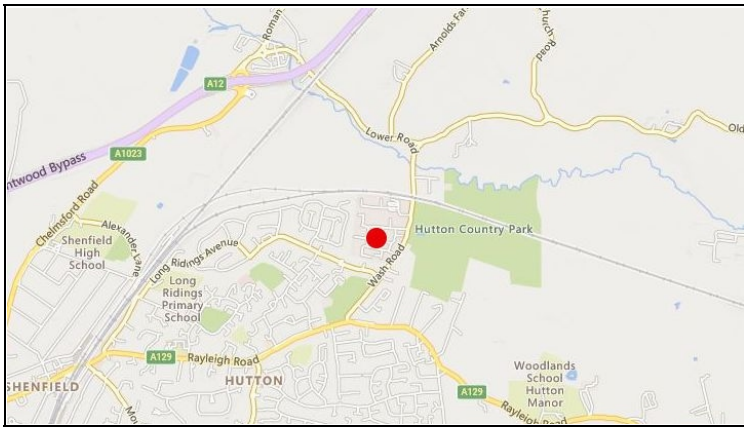 Roman
A12
Arnolds Far
hurch
Road
Old
Lower Road
A1023
ntwood Bypass
Chelmsford Road
Alexander Lane
Shenfield
High
School
Long Ridings Avenue
Hutton Country Park
Wash Road
Long
Ridings
Primary
School
A129
Rayleigh Road
SHENFIELD
HUTTON
Mou
Woodlands
School
Hutton
Manor
A129
Rayleigh Road